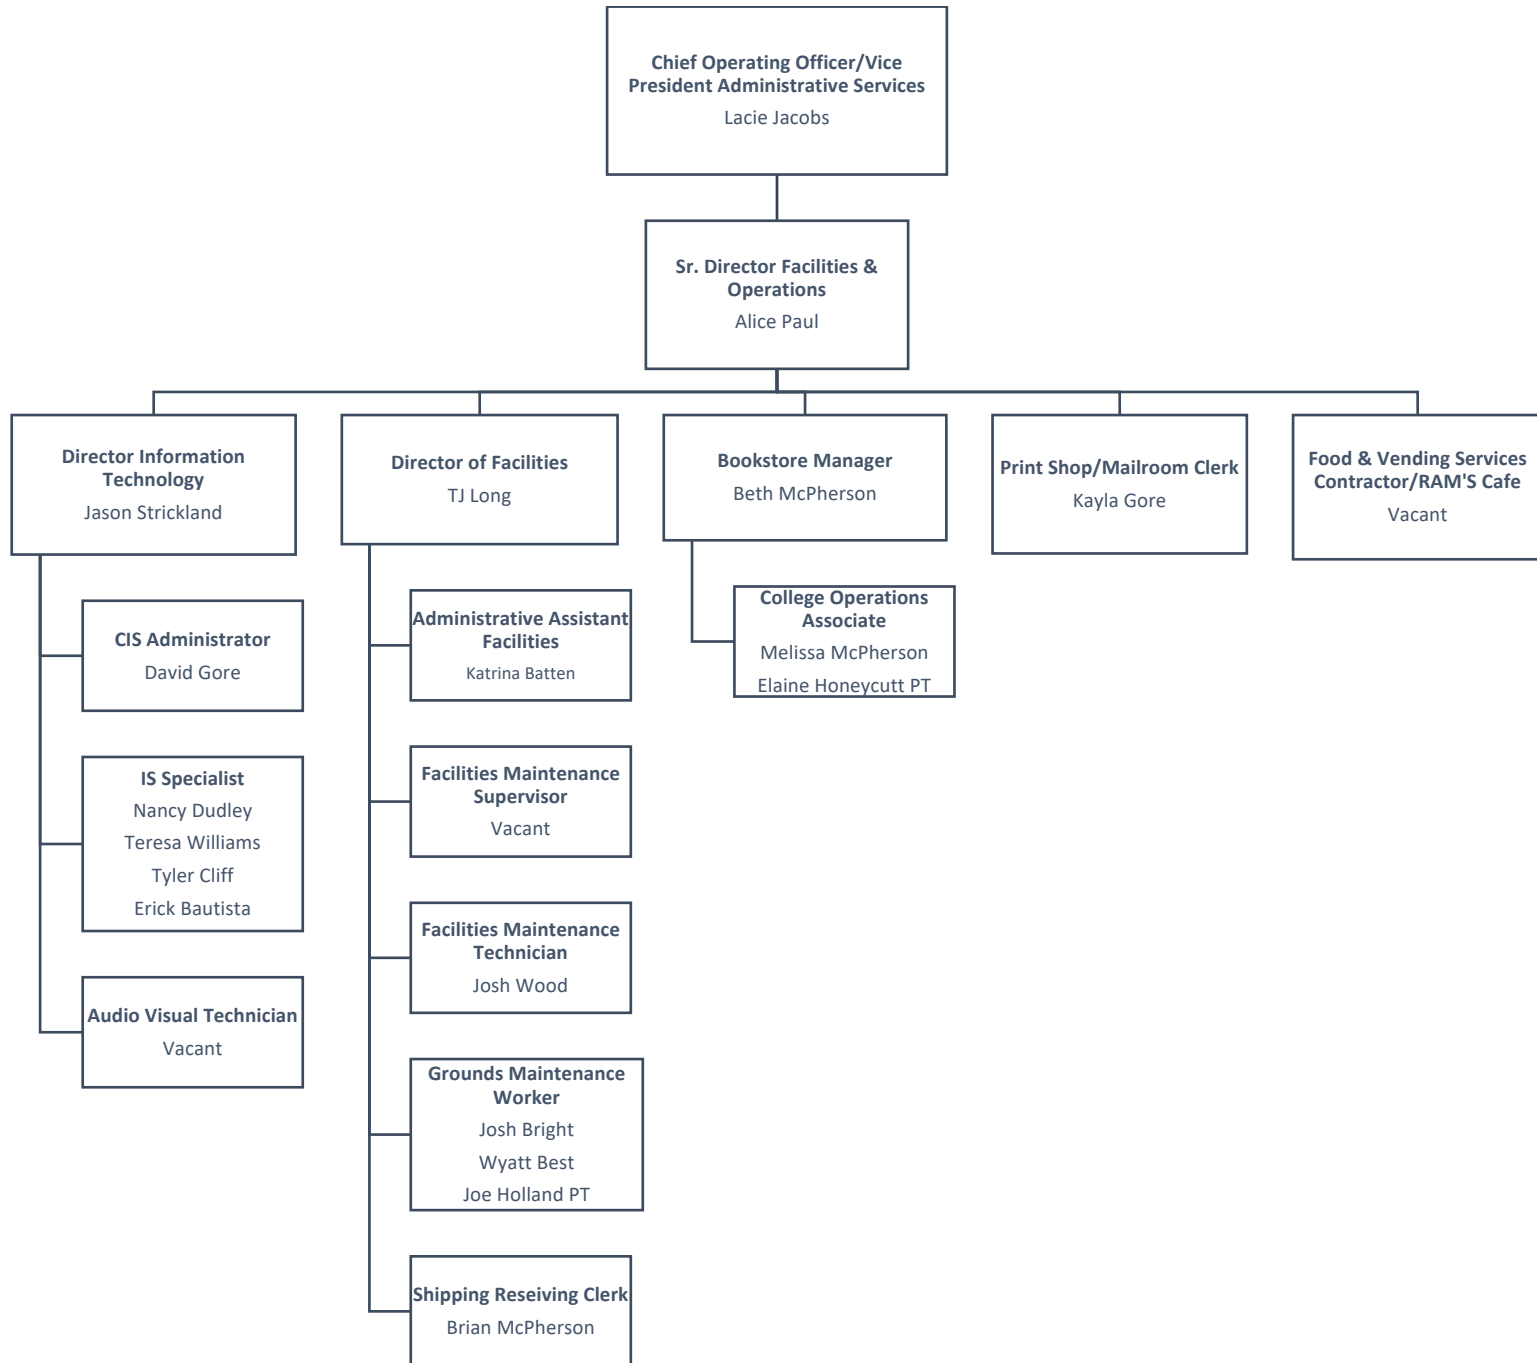 Chief Operating Officer/Vice
President Administrative Services
Lacie Jacobs
Sr. Director Facilities &
Operations
Alice Paul
Director Information
Technology
Jason Strickland
CIS Administrator
David Gore
IS Specialist
Nancy Dudley
Teresa Williams
Tyler Cliff
Erick Bautista
Audio Visual Technician
Vacant
Director of Facilities
TJ Long
Administrative Assistant
Facilities
Katrina Batten
Facilities Maintenance
Supervisor
Vacant
Facilities Maintenance
Technician
Josh Wood
Grounds Maintenance
Worker
Josh Bright
Wyatt Best
Joe Holland PT
Shipping Reseiving Clerk
Brian McPherson
Bookstore Manager
Beth McPherson
College Operations
Associate
Melissa McPherson
Elaine Honeycutt PT
Print Shop/Mailroom Clerk
Kayla Gore
Food & Vending Services
Contractor/RAM'S Cafe
Vacant